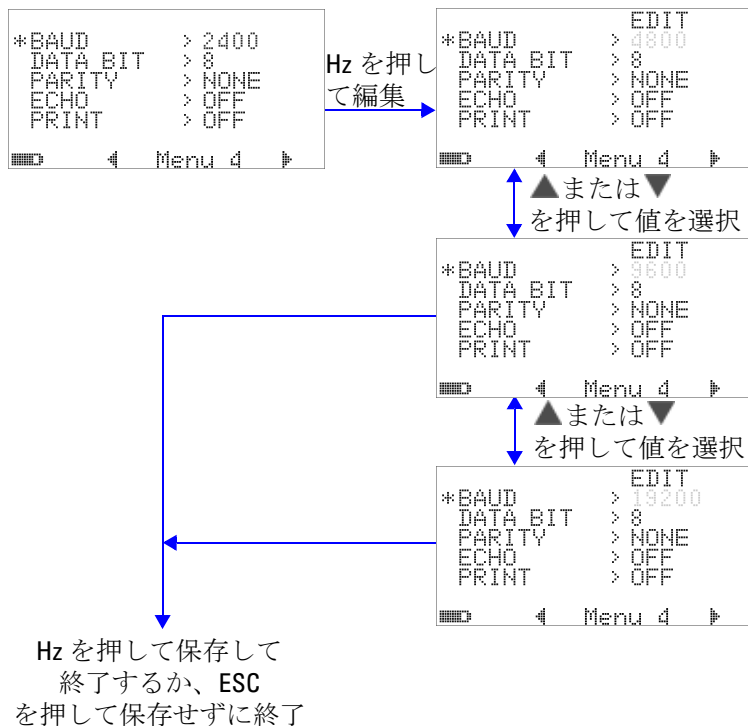 *BAUD > 2400
DATA BIT > 8
PARITY > NONE
ECHO > OFF
PRINT > OFF
Menu 4
Hz を押し
て編集
EDIT
*BAUD > 4800
DATA BIT > 8
PARITY > NONE
ECHO > OFF
PRINT > OFF
Menu 4
▲または▼
を押して値を選択
EDIT
*BAUD > 9600
DATA BIT > 8
PARITY > NONE
ECHO > OFF
PRINT > OFF
Menu 4
▲または▼
を押して値を選択
EDIT
*BAUD > 19200
DATA BIT > 8
PARITY > NONE
ECHO > OFF
PRINT > OFF
Menu 4
Hz を押して保存して
終了するか、ESC
を押して保存せずに終了